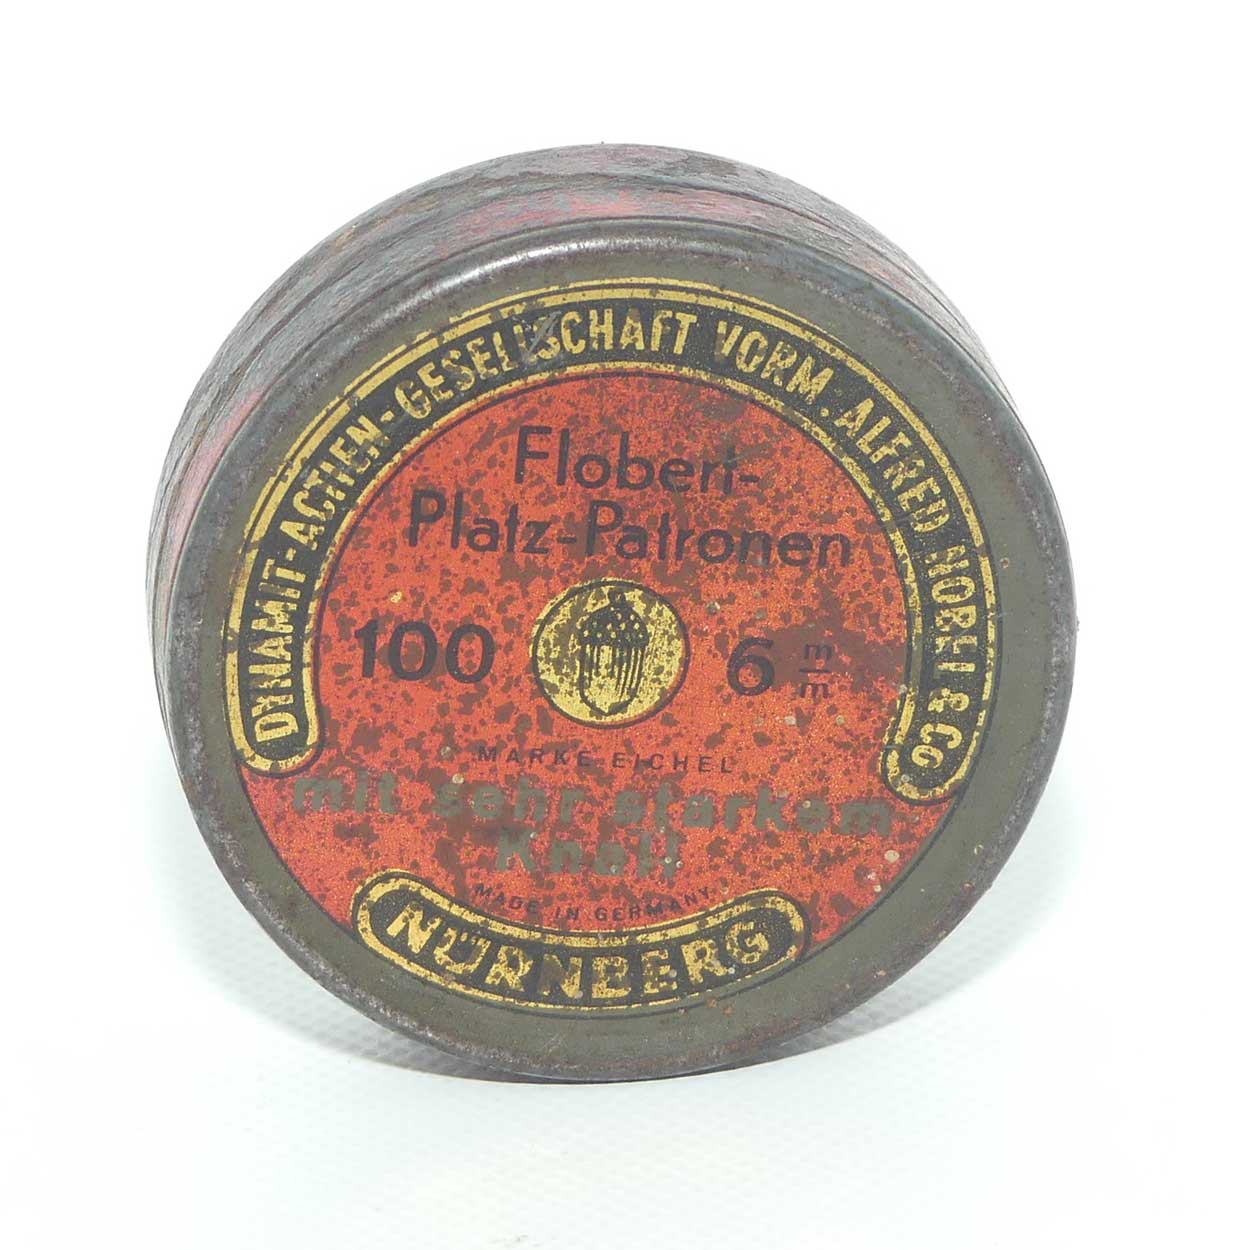 DYNAMIT-ACTIEN-GESELLSCHAFT VORM. ALFRED NOBEL & Co
Flobert-
Platz-Patronen
100 6 m/m
MARKE EICHEL
mit sehr starkem
Knall
MADE IN GERMANY
NÜRNBERG